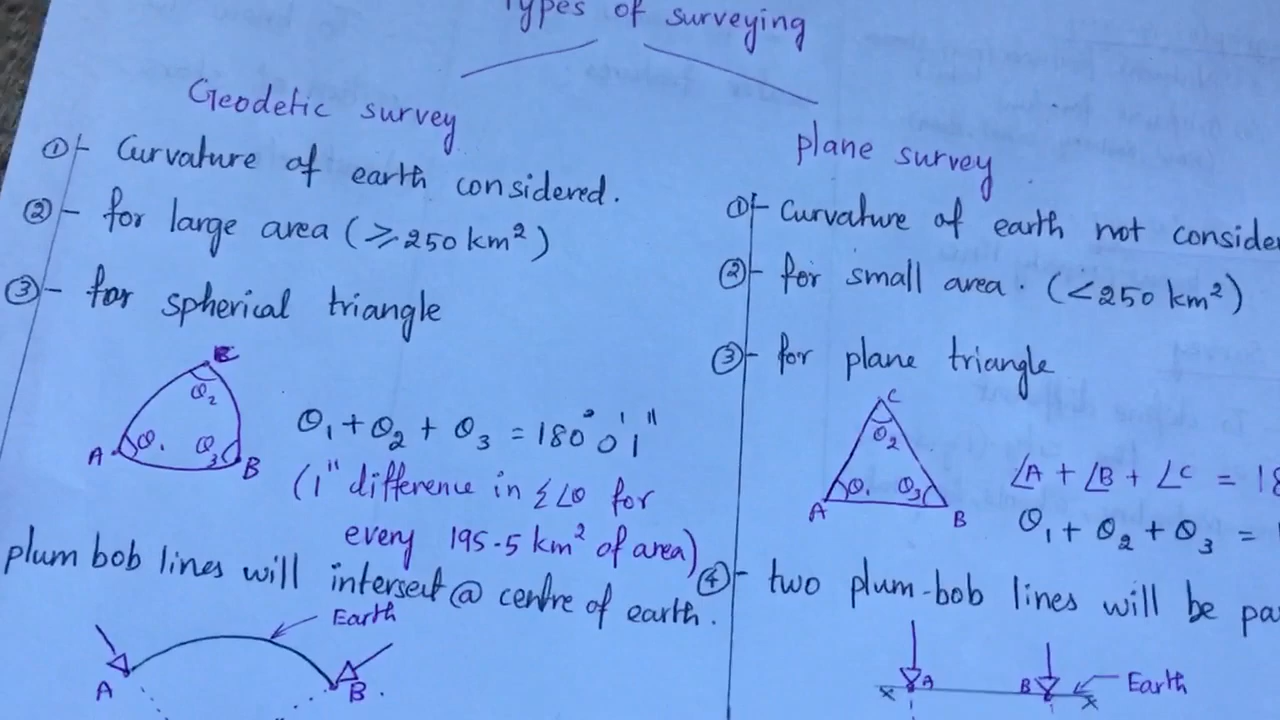 Types of surveying
Geodetic survey
①- Curvature of earth considered.
②- for large area (≥250 km²)
③- for spherical triangle
C
θ₂
A θ₁ θ₃ B
θ₁ + θ₂ + θ₃ = 180° 0' 1"
(1" difference in ∑∠θ for
every 195.5 km² of area)
plum bob lines will intersect @ centre of earth.
Earth
A B.
plane survey
①- Curvature of earth not conside
②- for small area. (<250 km²)
③- for plane triangle
C
θ₂
A θ₁ θ₃ B
∠A + ∠B + ∠C = 18
θ₁ + θ₂ + θ₃ =
④- two plum-bob lines will be pa
A B Earth